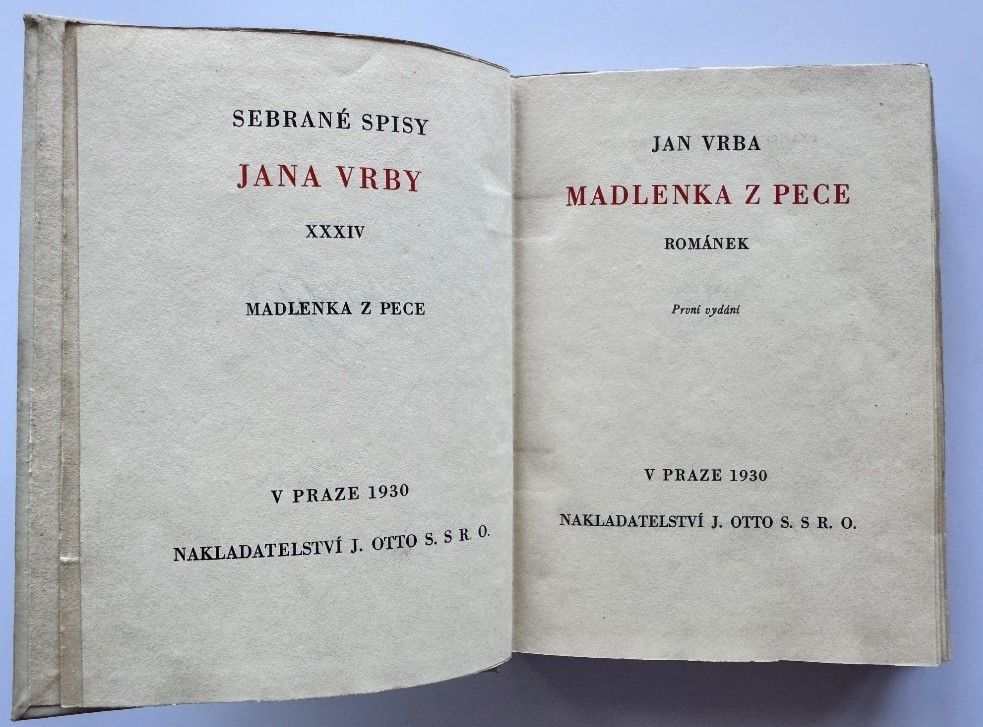 SEBRANÉ SPISY
JANA VRBY
XXXIV
MADLENKA Z PECE
V PRAZE 1930
NAKLADATELSTVÍ J. OTTO S. S R. O.
JAN VRBA
MADLENKA Z PECE
ROMÁNEK
První vydání
V PRAZE 1930
NAKLADATELSTVÍ J. OTTO S. S R. O.